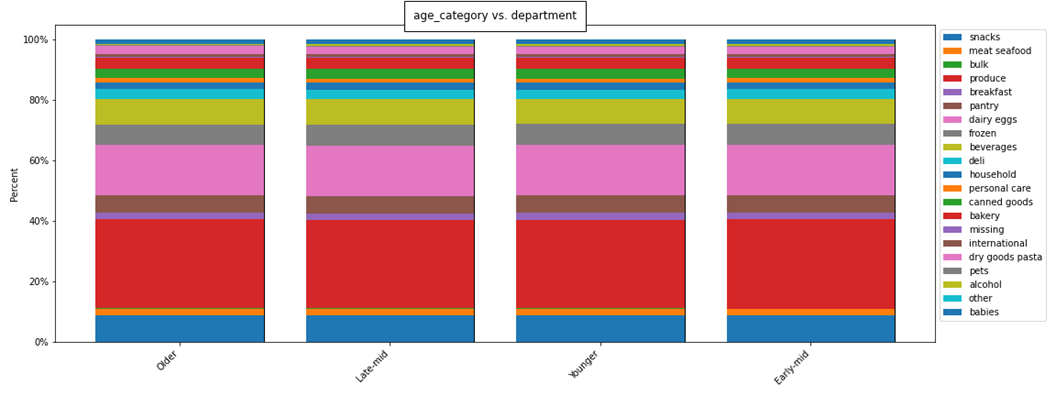 age_category vs. department
100%
80%
60%
40%
20%
0%
Percent
Older
Late-mid
Younger
Early-mid
snacks
meat seafood
bulk
produce
breakfast
pantry
dairy eggs
frozen
beverages
deli
household
personal care
canned goods
bakery
missing
international
dry goods pasta
pets
alcohol
other
babies